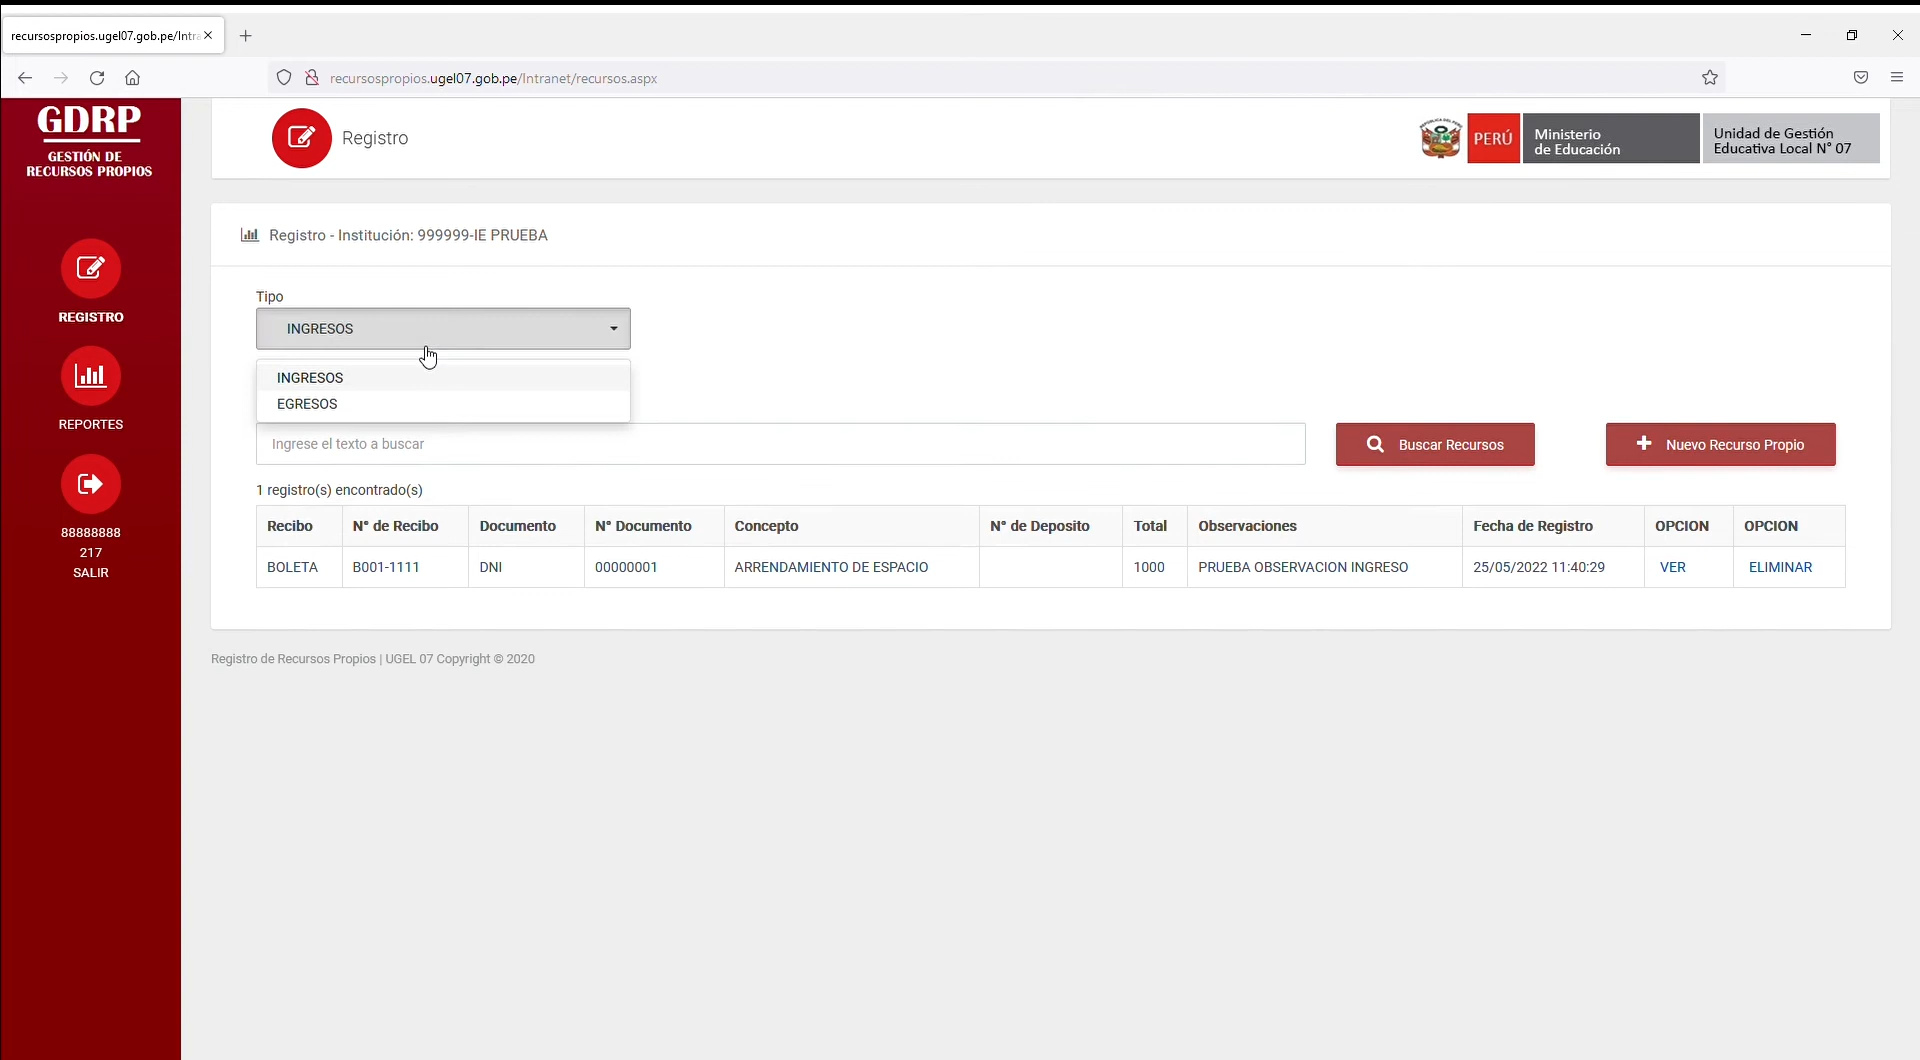 recursospropios.ugel07.gob.pe/Intra
recursospropios.ugel07.gob.pe/Intranet/recursos.aspx
GDRP
GESTIÓN DE
RECURSOS PROPIOS
Registro
PERÚ
Ministerio
de Educación
Unidad de Gestión
Educativa Local N° 07
REGISTRO
REPORTES
88888888
217
SALIR
Registro - Institución: 999999-IE PRUEBA
Tipo
INGRESOS
INGRESOS
EGRESOS
Ingrese el texto a buscar
Buscar Recursos
Nuevo Recurso Propio
1 registro(s) encontrado(s)
Recibo N° de Recibo Documento N° Documento Concepto N° de Deposito Total Observaciones Fecha de Registro OPCION OPCION
BOLETA B001-1111 DNI 00000001 ARRENDAMIENTO DE ESPACIO 1000 PRUEBA OBSERVACION INGRESO 25/05/2022 11:40:29 VER ELIMINAR
Registro de Recursos Propios | UGEL 07 Copyright © 2020